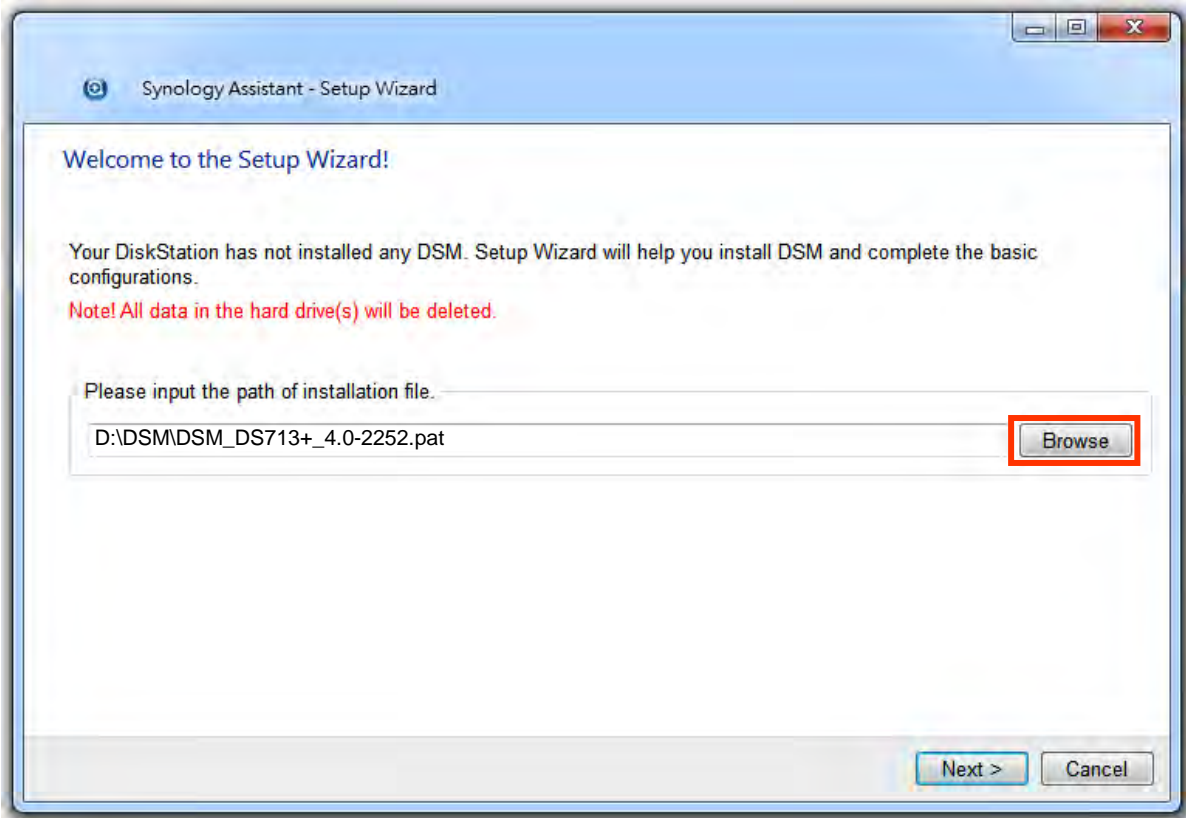 Synology Assistant - Setup Wizard
Welcome to the Setup Wizard!
Your DiskStation has not installed any DSM. Setup Wizard will help you install DSM and complete the basic
configurations.
Note! All data in the hard drive(s) will be deleted.
Please input the path of installation file.
D:\DSM\DSM_DS713+_4.0-2252.pat
Browse
Next >
Cancel